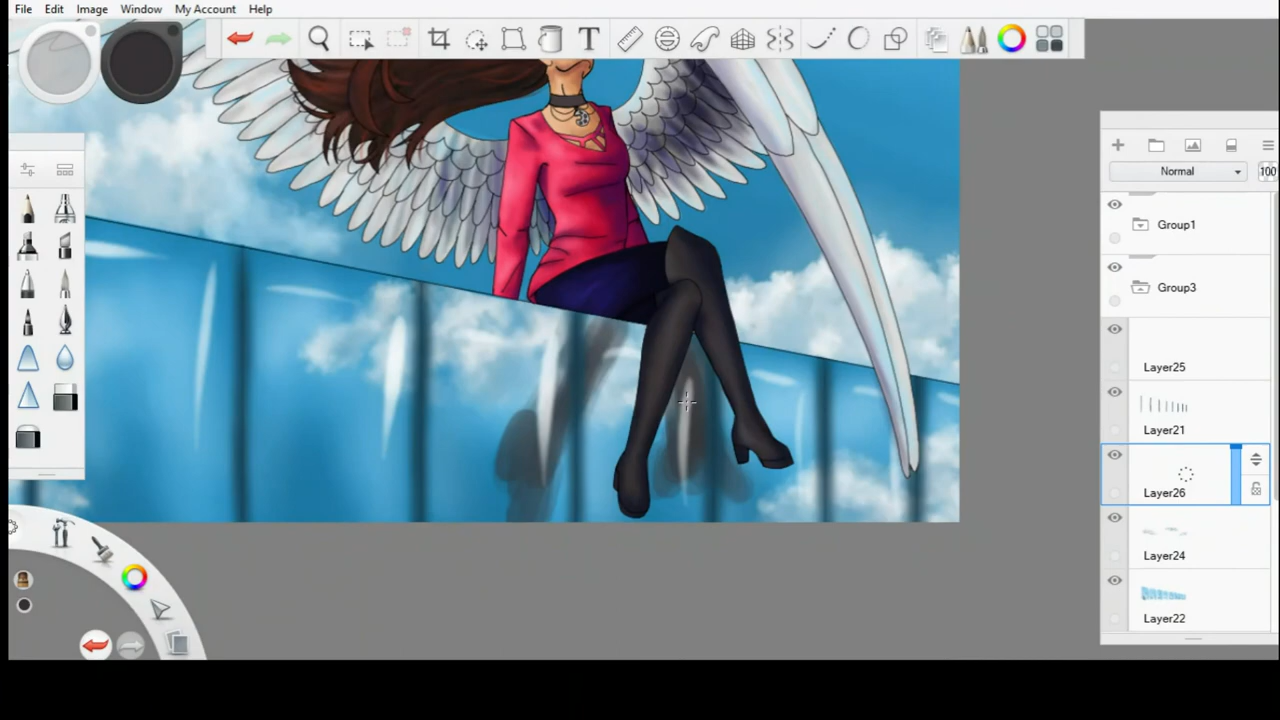 File Edit Image Window My Account Help
Normal 100
Group1
Group3
Layer25
Layer21
Layer26
Layer24
Layer22